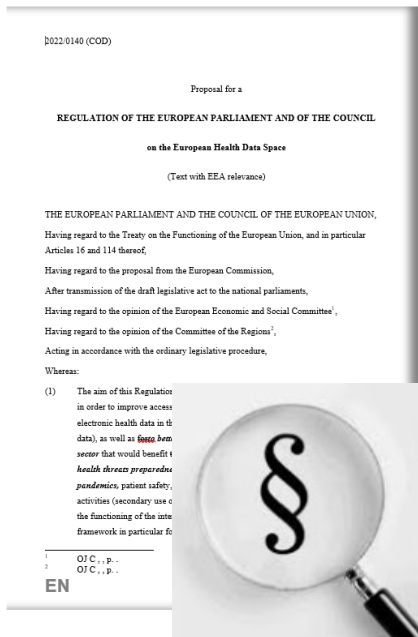 2022/0140 (COD)
Proposal for a
REGULATION OF THE EUROPEAN PARLIAMENT AND OF THE COUNCIL
on the European Health Data Space
(Text with EEA relevance)
THE EUROPEAN PARLIAMENT AND THE COUNCIL OF THE EUROPEAN UNION,
Having regard to the Treaty on the Functioning of the European Union, and in particular
Articles 16 and 114 thereof,
Having regard to the proposal from the European Commission,
After transmission of the draft legislative act to the national parliaments,
Having regard to the opinion of the European Economic and Social Committee¹,
Having regard to the opinion of the Committee of the Regions²,
Acting in accordance with the ordinary legislative procedure,
Whereas:
(1) The aim of this Regulation
in order to improve access
electronic health data in
data), as well as
sector that would benefit
health threats
pandemics, patient safety,
activities (secondary use
the functioning of the
framework in particular
§
1 OJ C , , p. .
2 OJ C , , p. .
EN